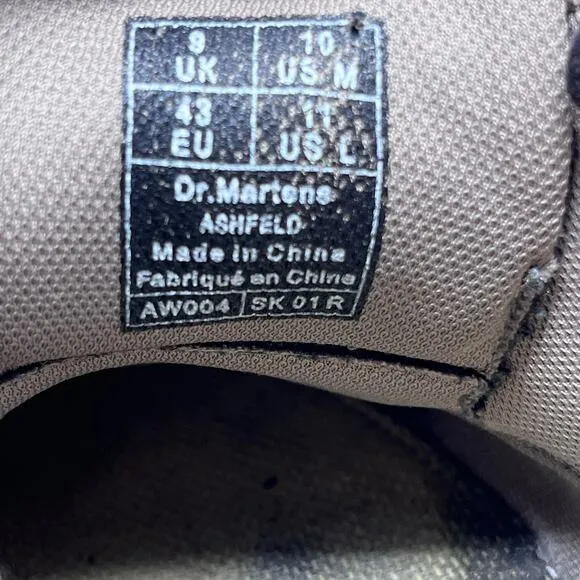 9 10
UK US M
43 11
EU US L
Dr.Martens
ASHFELD
Made in China
Fabriqué en Chine
AW004 SK 01 R